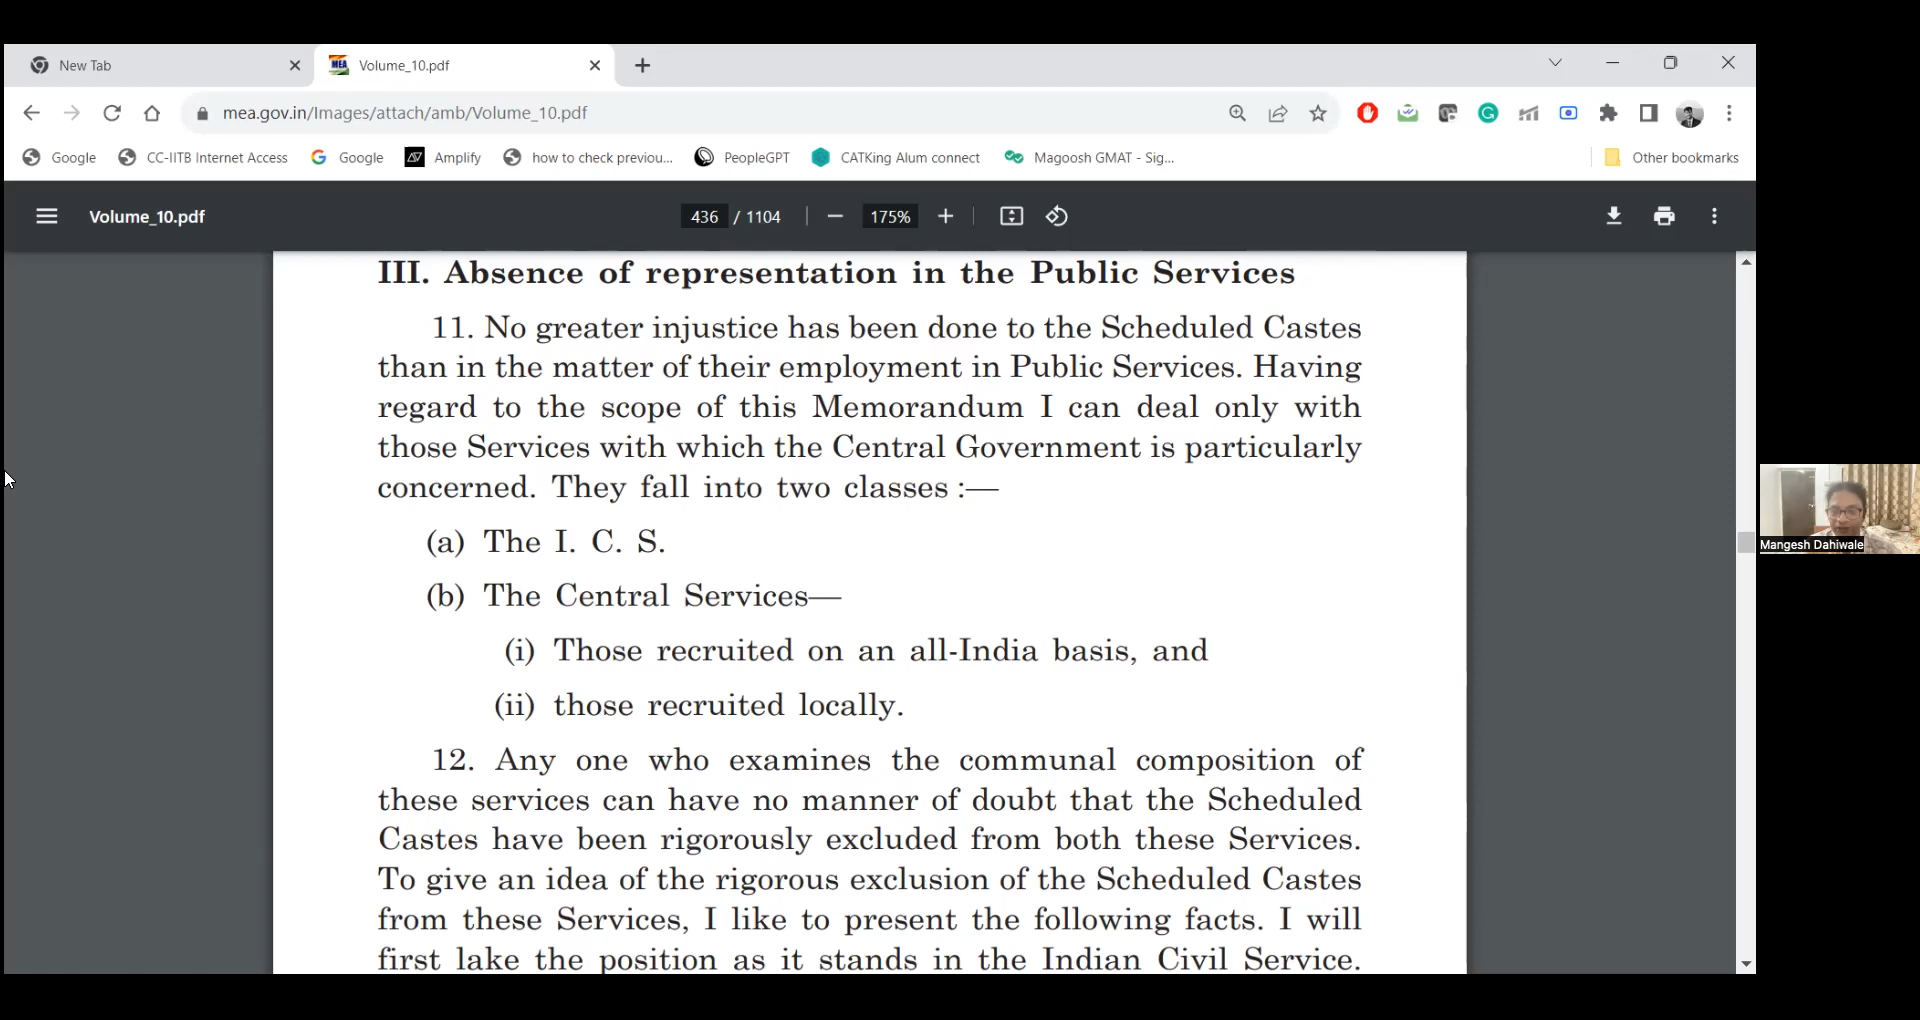 New Tab
Volume_10.pdf
mea.gov.in/Images/attach/amb/Volume_10.pdf
Google
CC-IITB Internet Access
Google
Amplify
how to check previou...
PeopleGPT
CATKing Alum connect
Magoosh GMAT - Sig...
Other bookmarks
Volume_10.pdf
436 / 1104
175%
III. Absence of representation in the Public Services
11. No greater injustice has been done to the Scheduled Castes
than in the matter of their employment in Public Services. Having
regard to the scope of this Memorandum I can deal only with
those Services with which the Central Government is particularly
concerned. They fall into two classes :—
(a) The I. C. S.
(b) The Central Services—
(i) Those recruited on an all-India basis, and
(ii) those recruited locally.
12. Any one who examines the communal composition of
these services can have no manner of doubt that the Scheduled
Castes have been rigorously excluded from both these Services.
To give an idea of the rigorous exclusion of the Scheduled Castes
from these Services, I like to present the following facts. I will
first lake the position as it stands in the Indian Civil Service.
Mangesh Dahiwale